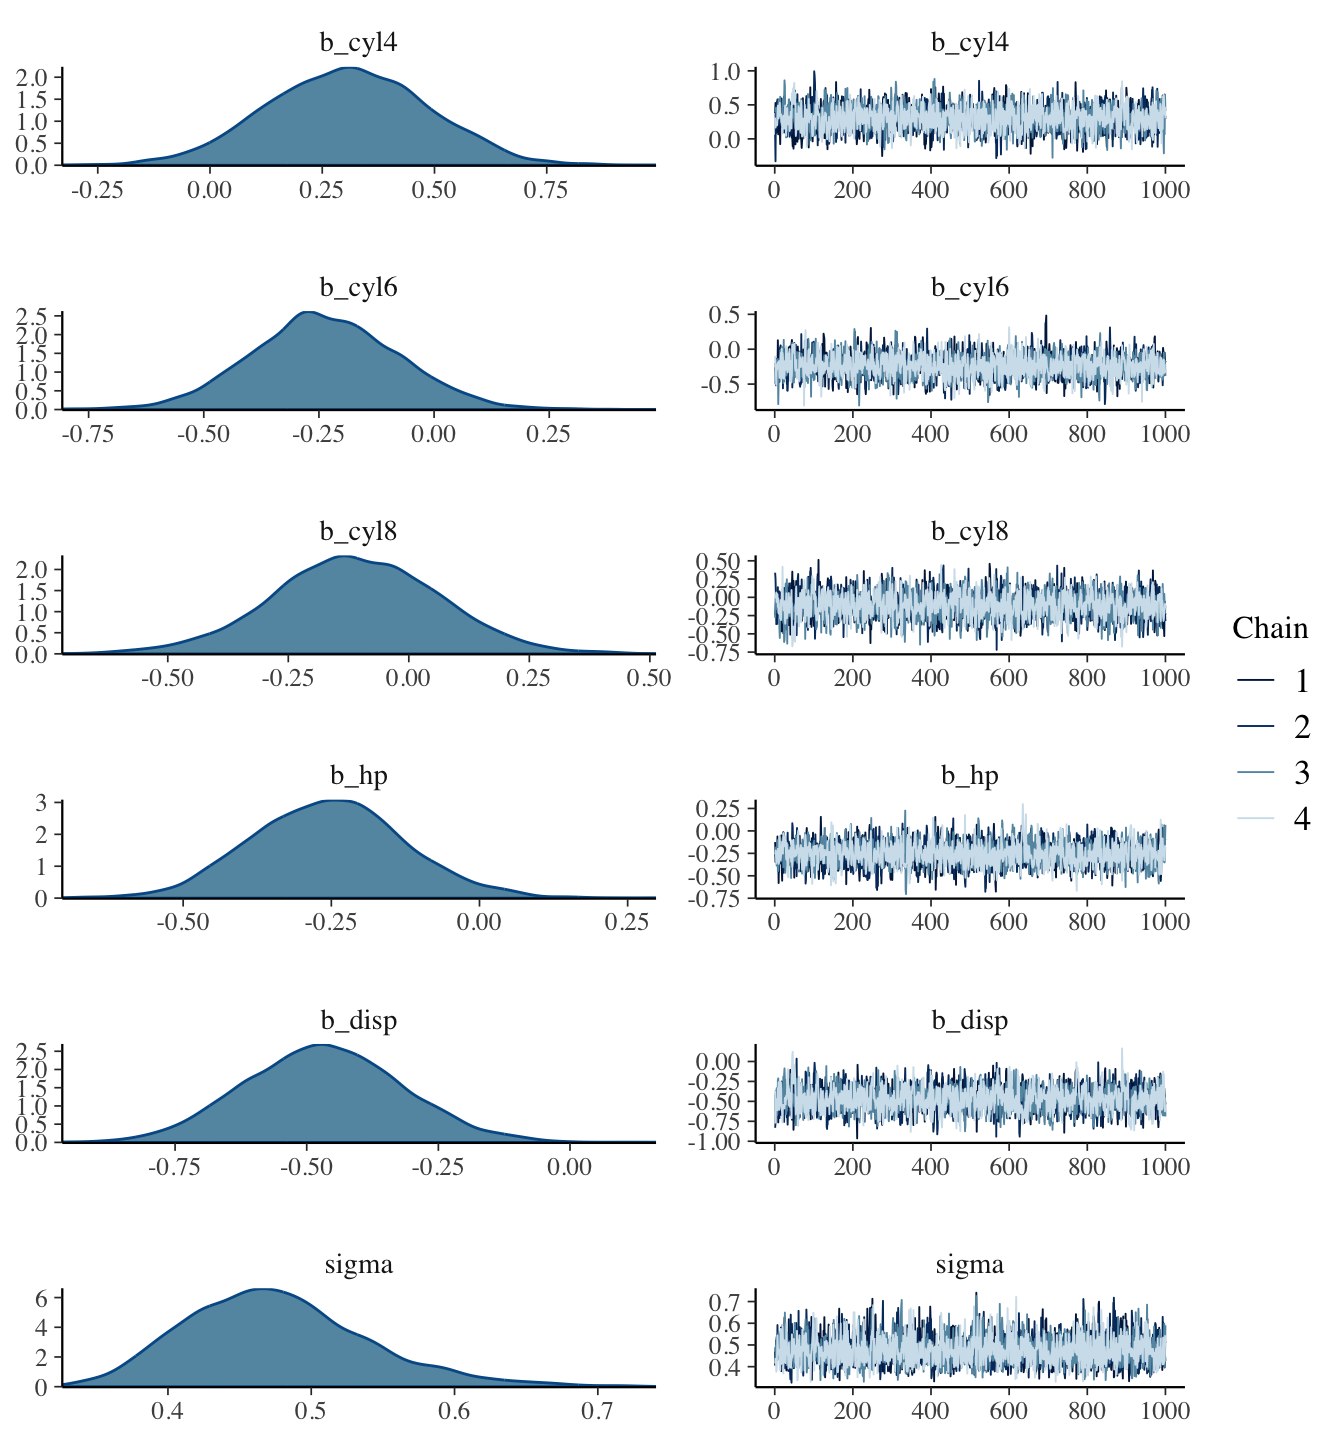 b_cyl4 b_cyl4
2.0 1.5 1.0 0.5 0.0 1.0 0.5 0.0
-0.25 0.00 0.25 0.50 0.75 0 200 400 600 800 1000
b_cyl6 b_cyl6
2.5 2.0 1.5 1.0 0.5 0.0 0.5 0.0 -0.5
-0.75 -0.50 -0.25 0.00 0.25 0 200 400 600 800 1000
b_cyl8 b_cyl8
2.0 1.5 1.0 0.5 0.0 0.50 0.25 0.00 -0.25 -0.50 -0.75
-0.50 -0.25 0.00 0.25 0.50 0 200 400 600 800 1000
b_hp b_hp
3 2 1 0 0.25 0.00 -0.25 -0.50 -0.75
-0.50 -0.25 0.00 0.25 0 200 400 600 800 1000
b_disp b_disp
2.5 2.0 1.5 1.0 0.5 0.0 0.00 -0.25 -0.50 -0.75 -1.00
-0.75 -0.50 -0.25 0.00 0 200 400 600 800 1000
sigma sigma
6 4 2 0 0.7 0.6 0.5 0.4
0.4 0.5 0.6 0.7 0 200 400 600 800 1000
Chain
1
2
3
4